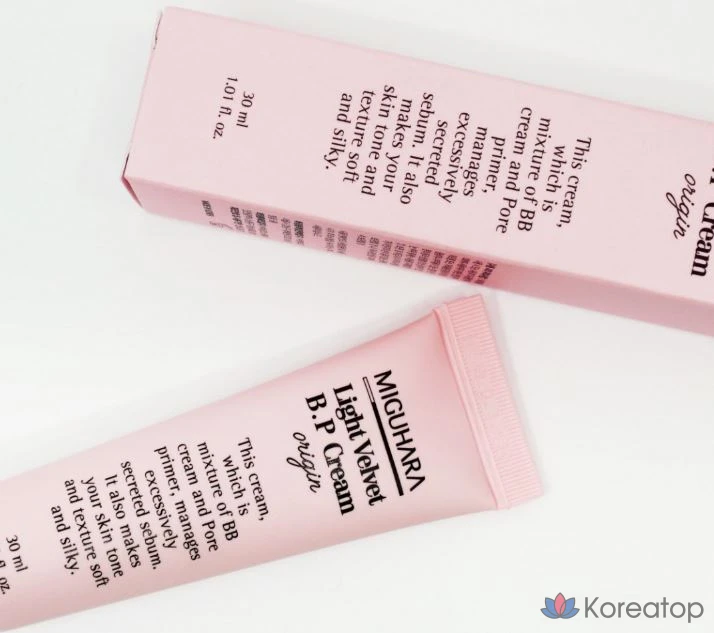 This cream,
which is
mixture of BB
cream and Pore
primer,
manages
excessively
secreted
sebum. It also
makes your
skin tone and
texture soft
and silky.
30 ml
1.01 fl. oz.
Cream
origin
MIGUHARA
Light Velvet
B.P Cream
origin
This cream,
which is
mixture of BB
cream and Pore
primer, manages
excessively
secreted sebum.
It also makes
your skin tone
and texture soft
and silky.
30 ml
fl. oz.
Koreatop